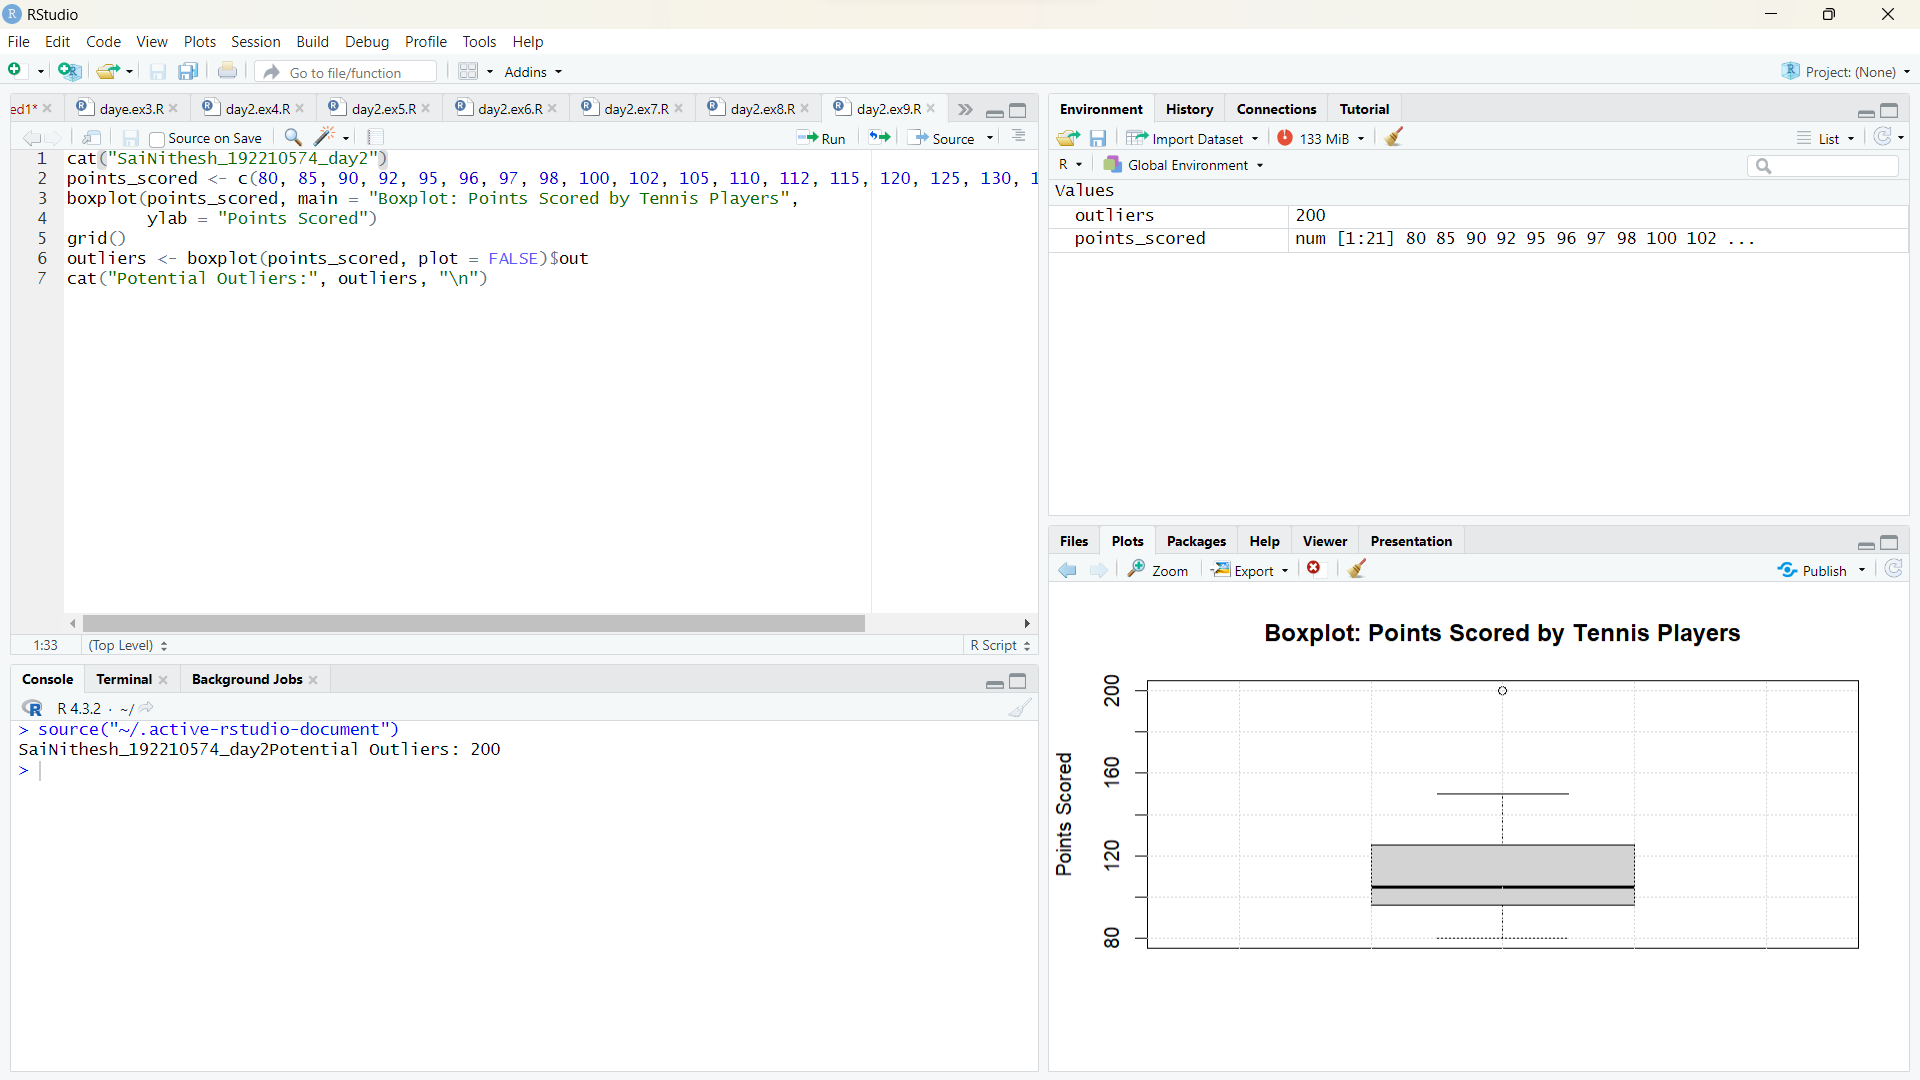 RStudio
File Edit Code View Plots Session Build Debug Profile Tools Help
Go to file/function Addins Project: (None)
ed1* daye.ex3.R day2.ex4.R day2.ex5.R day2.ex6.R day2.ex7.R day2.ex8.R day2.ex9.R
Source on Save Run Source
1 cat("SaiNithesh_192210574_day2")
2 points_scored <- c(80, 85, 90, 92, 95, 96, 97, 98, 100, 102, 105, 110, 112, 115, 120, 125, 130, 1
3 boxplot(points_scored, main = "Boxplot: Points Scored by Tennis Players",
4 ylab = "Points Scored")
5 grid()
6 outliers <- boxplot(points_scored, plot = FALSE)$out
7 cat("Potential Outliers:", outliers, "\n")
1:33 (Top Level) R Script
Console Terminal Background Jobs
R R 4.3.2 · ~/
> source("~/.active-rstudio-document")
SaiNithesh_192210574_day2Potential Outliers: 200
>
Environment History Connections Tutorial
Import Dataset 133 MiB List
R Global Environment
Values
outliers 200
points_scored num [1:21] 80 85 90 92 95 96 97 98 100 102 ...
Files Plots Packages Help Viewer Presentation
Zoom Export Publish
Boxplot: Points Scored by Tennis Players
Points Scored
200
160
120
80